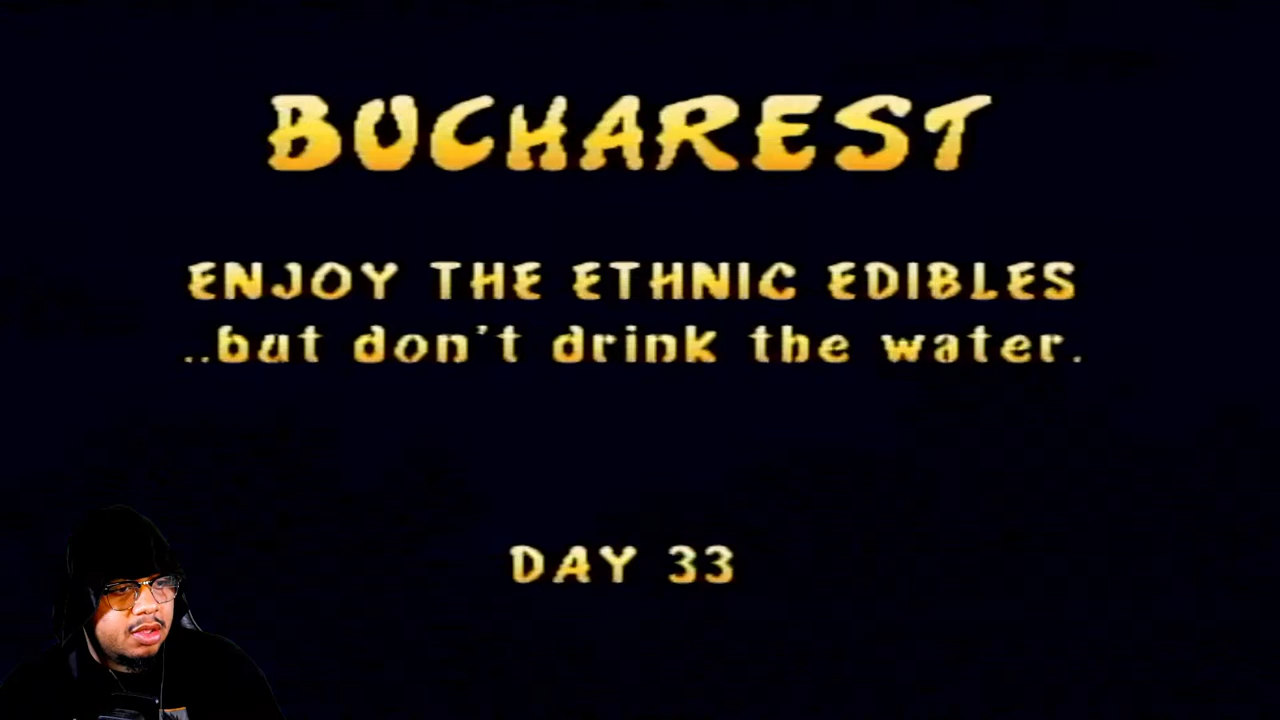 BUCHAREST
ENJOY THE ETHNIC EDIBLES
..but don't drink the water.
DAY 33